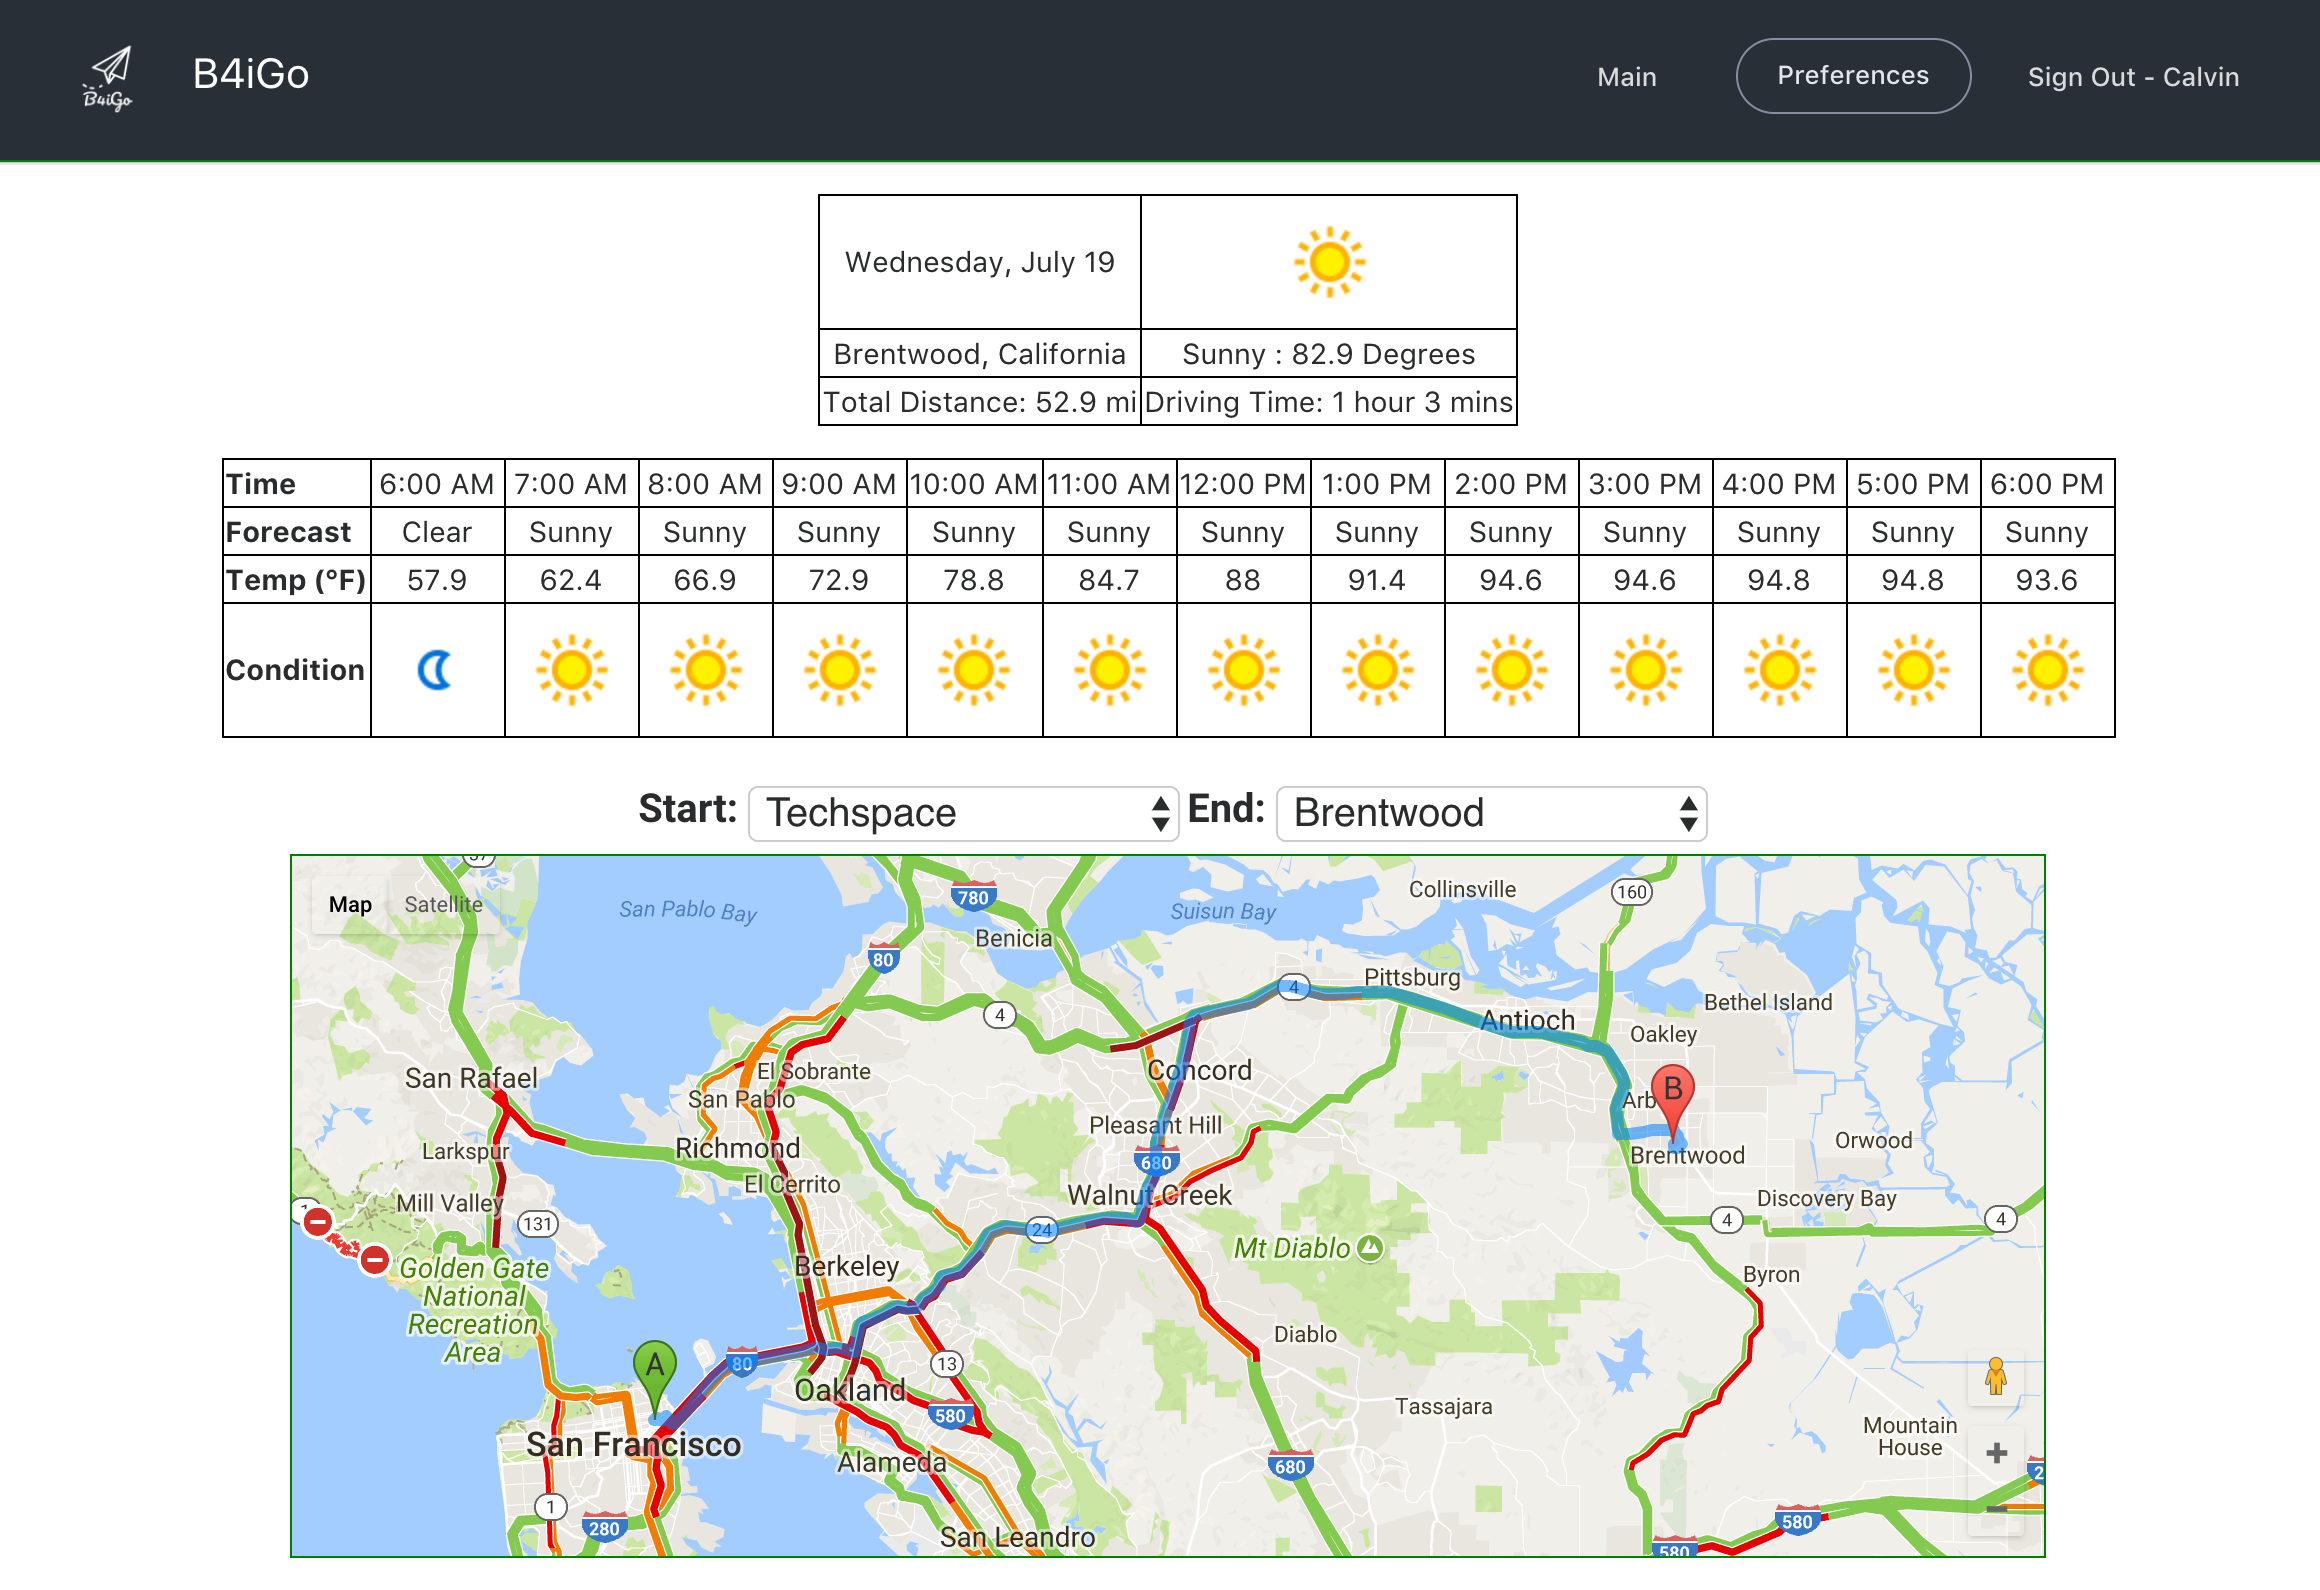 B4iGo
B4iGo
Main
Preferences
Sign Out - Calvin
Wednesday, July 19
Brentwood, California
Sunny : 82.9 Degrees
Total Distance: 52.9 mi
Driving Time: 1 hour 3 mins
Time 6:00 AM 7:00 AM 8:00 AM 9:00 AM 10:00 AM 11:00 AM 12:00 PM 1:00 PM 2:00 PM 3:00 PM 4:00 PM 5:00 PM 6:00 PM
Forecast Clear Sunny Sunny Sunny Sunny Sunny Sunny Sunny Sunny Sunny Sunny Sunny Sunny
Temp (°F) 57.9 62.4 66.9 72.9 78.8 84.7 88 91.4 94.6 94.6 94.8 94.8 93.6
Condition
Start: Techspace End: Brentwood
Map
Satellite
San Pablo Bay
780
Suisun Bay
Collinsville
160
Benicia
80
Pittsburg
4
4
Bethel Island
Antioch
Oakley
Concord
El Sobrante
San Rafael
San Pablo
Arb
B
Pleasant Hill
Richmond
Larkspur
Orwood
Brentwood
680
El Cerrito
Walnut Creek
Mill Valley
Discovery Bay
131
24
4
4
Mt Diablo
Berkeley
Golden Gate
National
Recreation
Area
Byron
Diablo
A
80
13
Oakland
580
Tassajara
San Francisco
Mountain
House
Alameda
680
1
280
San Leandro
580
580